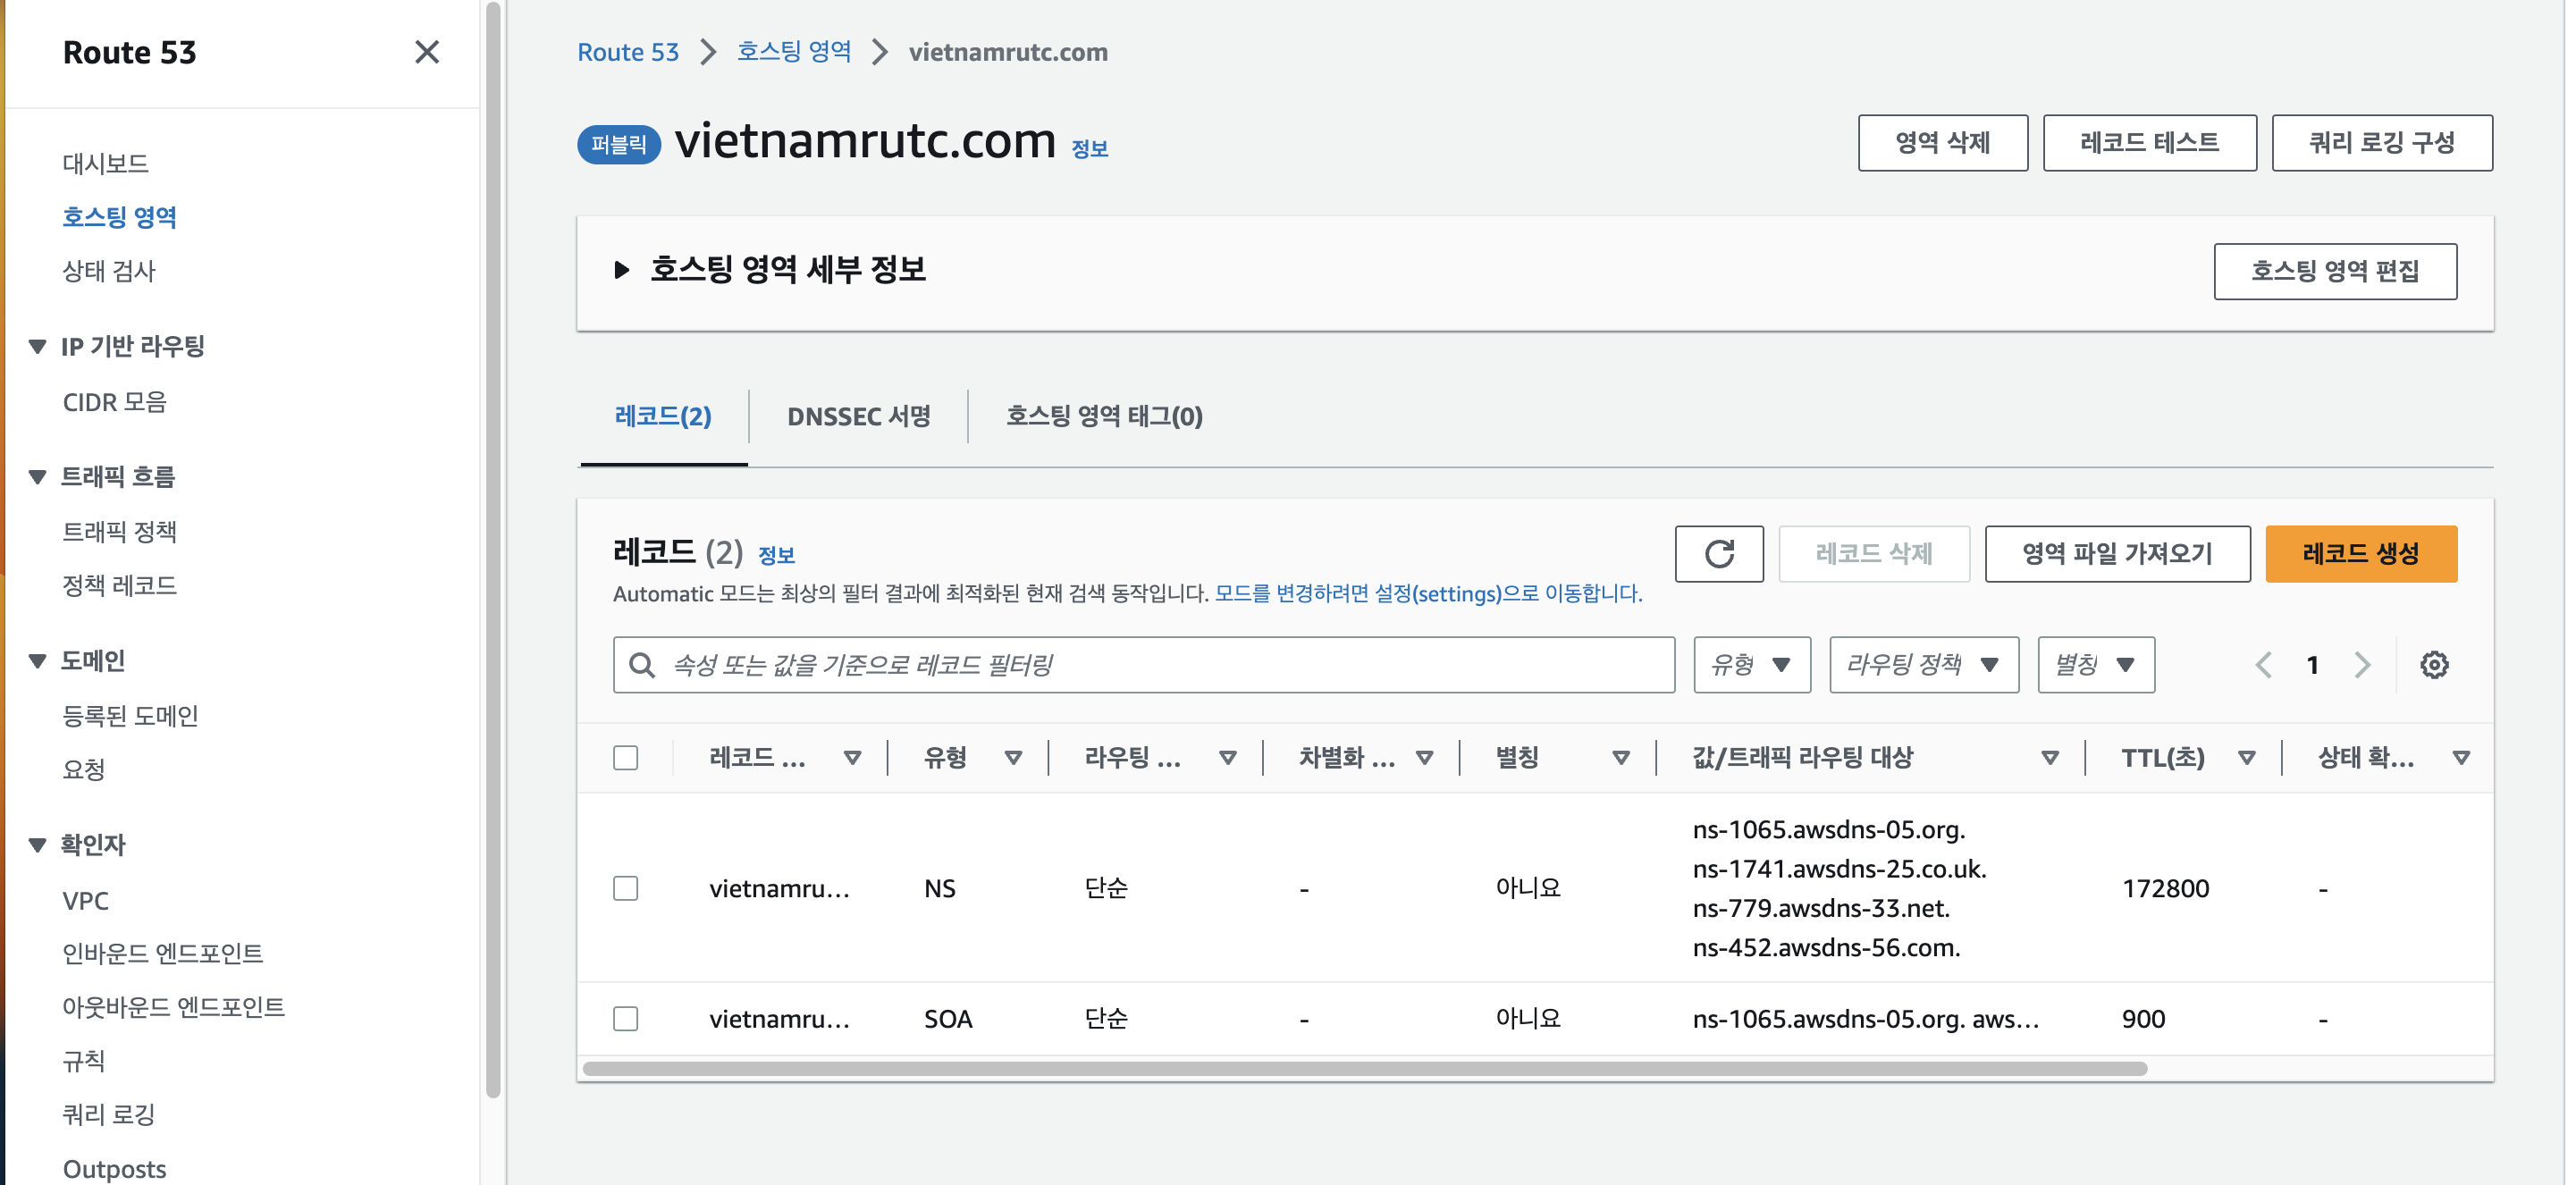 Route 53
대시보드
호스팅 영역
상태 검사
IP 기반 라우팅
CIDR 모음
트래픽 흐름
트래픽 정책
정책 레코드
도메인
등록된 도메인
요청
확인자
VPC
인바운드 엔드포인트
아웃바운드 엔드포인트
규칙
쿼리 로깅
Outposts
Route 53 > 호스팅 영역 > vietnamrutc.com
퍼블릭 vietnamrutc.com 정보
영역 삭제 레코드 테스트 쿼리 로깅 구성
호스팅 영역 세부 정보 호스팅 영역 편집
레코드(2) DNSSEC 서명 호스팅 영역 태그(0)
레코드 (2) 정보 레코드 삭제 영역 파일 가져오기 레코드 생성
Automatic 모드는 최상의 필터 결과에 최적화된 현재 검색 동작입니다. 모드를 변경하려면 설정(settings)으로 이동합니다.
속성 또는 값을 기준으로 레코드 필터링 유형 라우팅 정책 별칭 1
레코드 ... 유형 라우팅 ... 차별화 ... 별칭 값/트래픽 라우팅 대상 TTL(초) 상태 확...
vietnamru... NS 단순 - 아니요 ns-1065.awsdns-05.org.
ns-1741.awsdns-25.co.uk.
ns-779.awsdns-33.net.
ns-452.awsdns-56.com. 172800 -
vietnamru... SOA 단순 - 아니요 ns-1065.awsdns-05.org. aws... 900 -